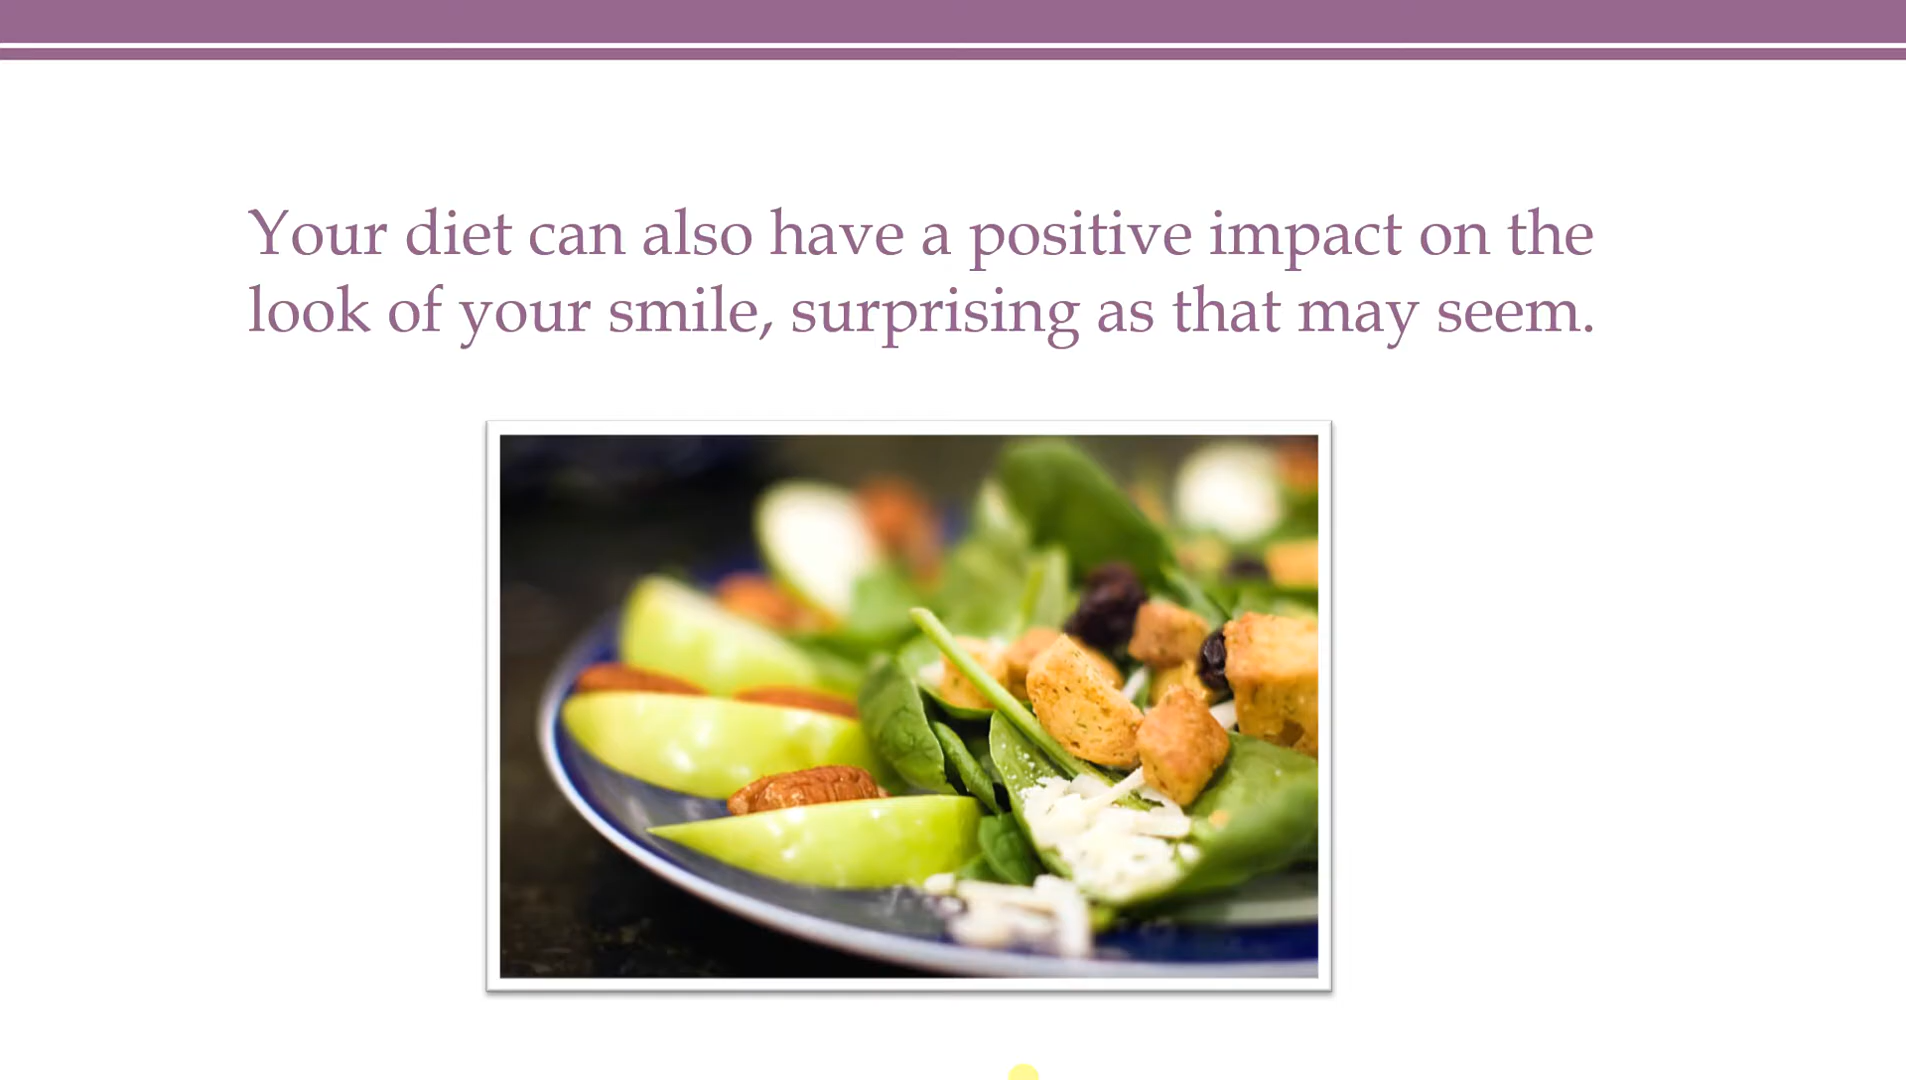 Your diet can also have a positive impact on the
look of your smile, surprising as that may seem.